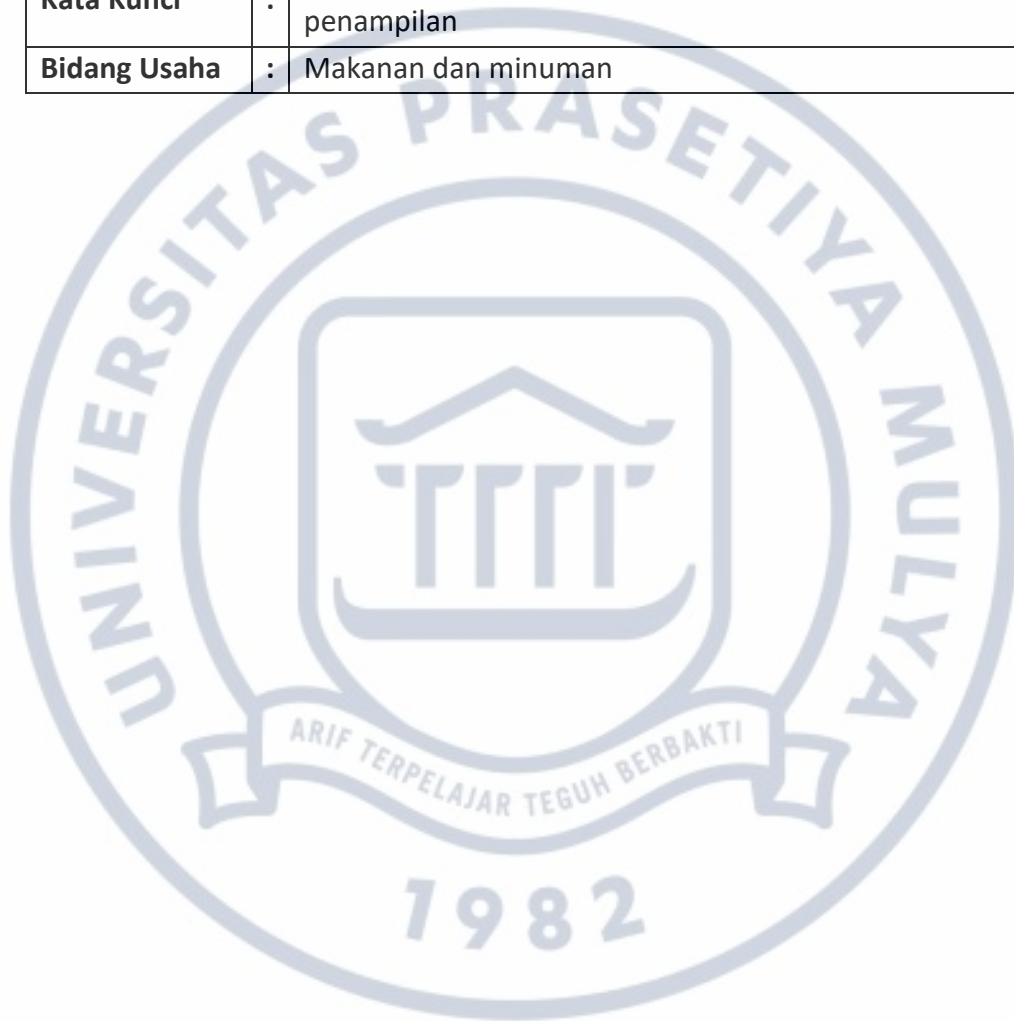 Kata Kunci :
penampilan
Bidang Usaha : Makanan dan minuman
UNIVERSITAS PRASETIYA MULYA
ARIF TERPELAJAR TEGUH BERBAKTI
1982